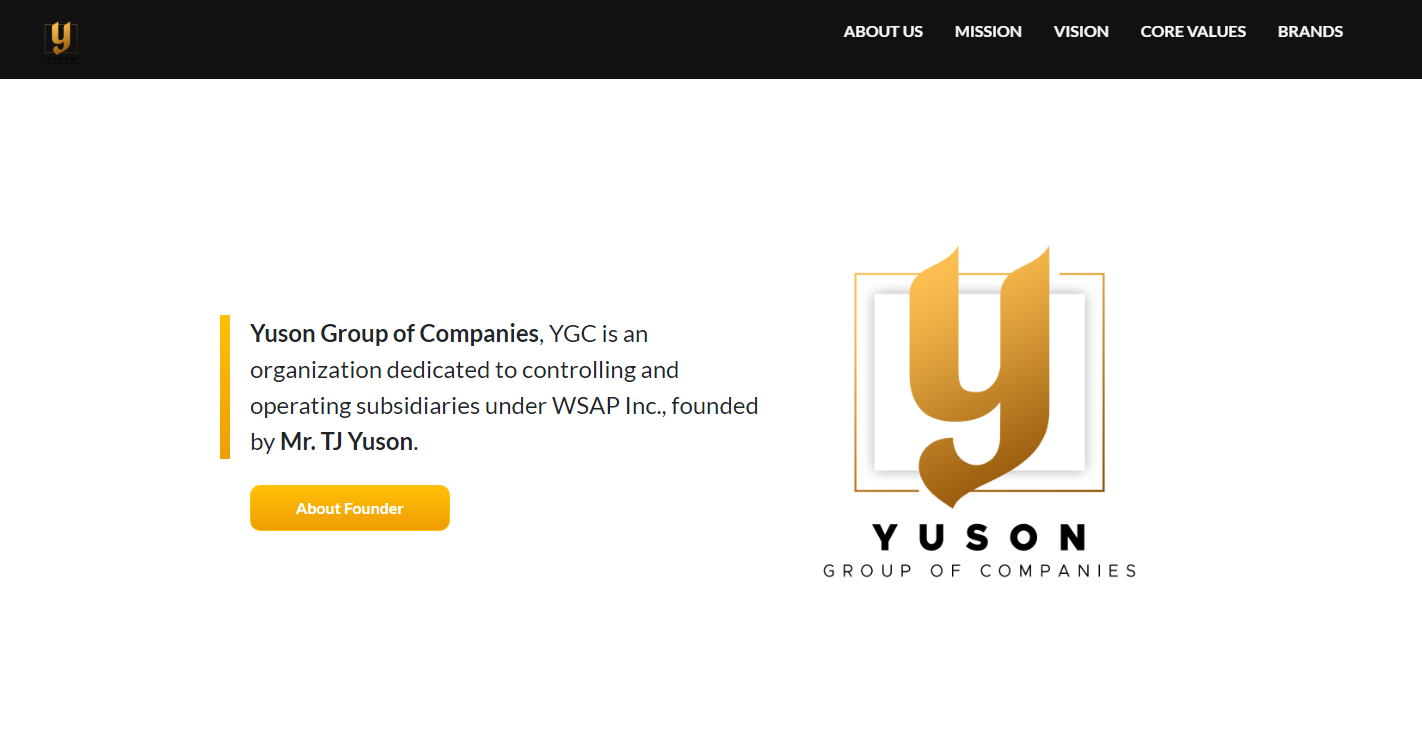 ABOUT US MISSION VISION CORE VALUES BRANDS
Yuson Group of Companies, YGC is an
organization dedicated to controlling and
operating subsidiaries under WSAP Inc., founded
by Mr. TJ Yuson.
About Founder
y
YUSON
GROUP OF COMPANIES